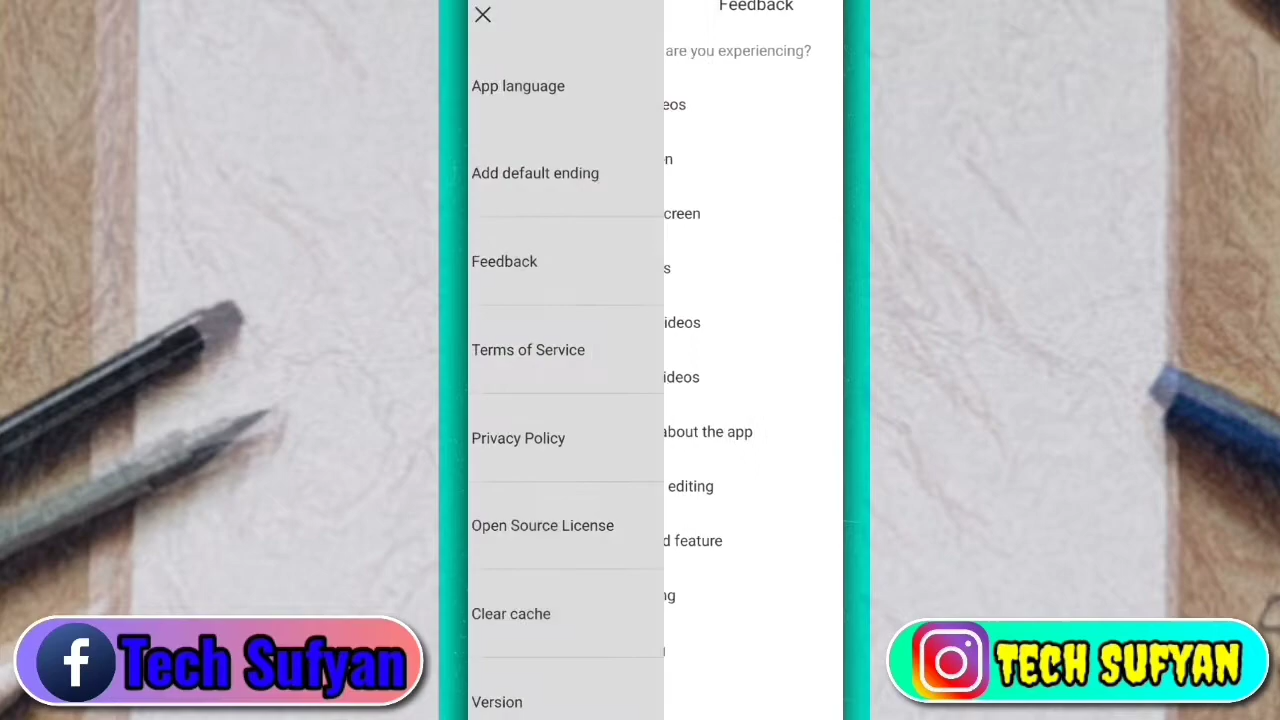 Feedback
are you experiencing?
App language
eos
Add default ending
en
creen
Feedback
s
ideos
Terms of Service
ideos
about the app
Privacy Policy
editing
Open Source License
d feature
ng
Clear cache
Version
Tech Sufyan
TECH SUFYAN